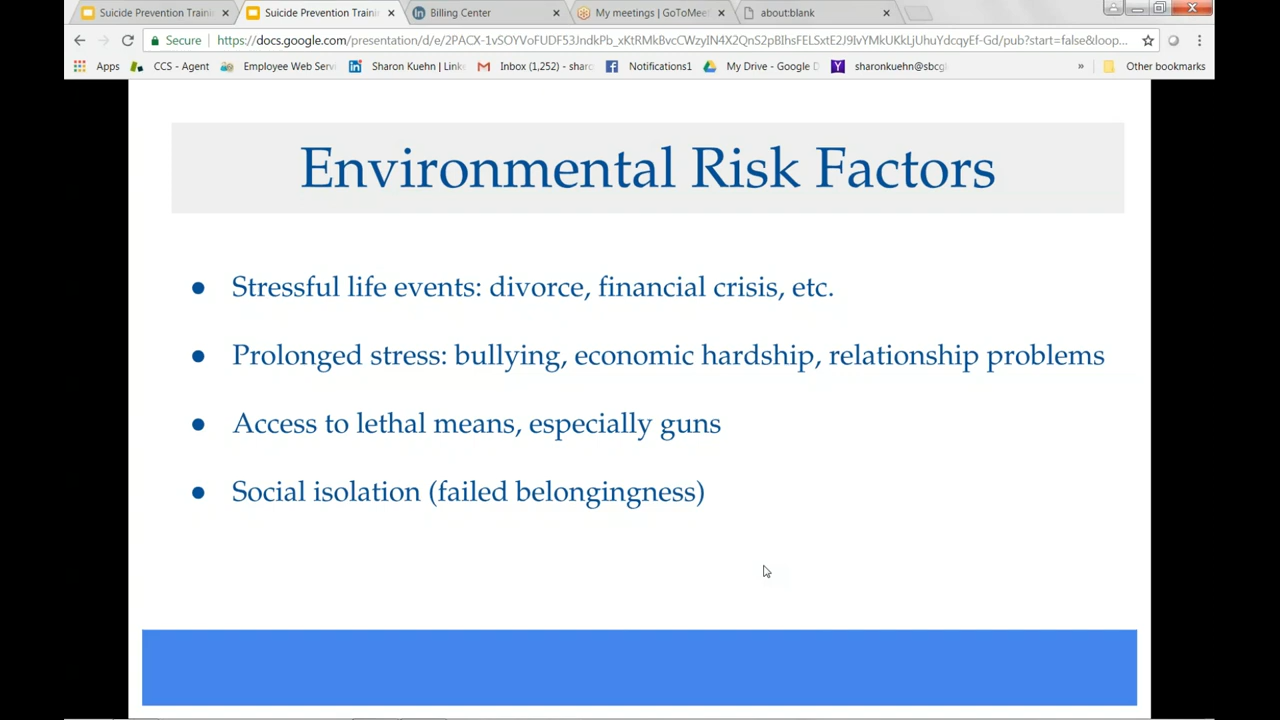 Suicide Prevention Traini
Suicide Prevention Trainin
Billing Center
My meetings | GoToMee
about:blank
Secure
https://docs.google.com/presentation/d/e/2PACX-1vSOYVoFUDF53JndkPb_xKtRMkBvcCWzyIN4X2QnS2pBlhsFELSxtE2J9IvYMkUKkLjUhuYdcqyEf-Gd/pub?start=false&loop...
Apps
CCS - Agent
Employee Web Serv
Sharon Kuehn | Link
Inbox (1,252) - sharo
Notifications1
My Drive - Google D
sharonkuehn@sbcgl
»
Other bookmarks
Environmental Risk Factors
● Stressful life events: divorce, financial crisis, etc.
● Prolonged stress: bullying, economic hardship, relationship problems
● Access to lethal means, especially guns
● Social isolation (failed belongingness)